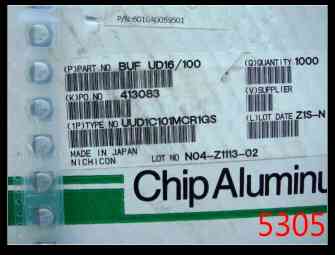 P/N:6010A0059501
(P)PART NO BUF UD16/100
(Q)QUANTITY 1000
(K)PO.NO 413083
(V)SUPPLIER
(1P)TYPE NO UUD1C101MCR1GS
(L)LOT DATE Z1S-N
MADE IN JAPAN
NICHICON
LOT NO N04-Z1113-02
Chip Aluminu
5305